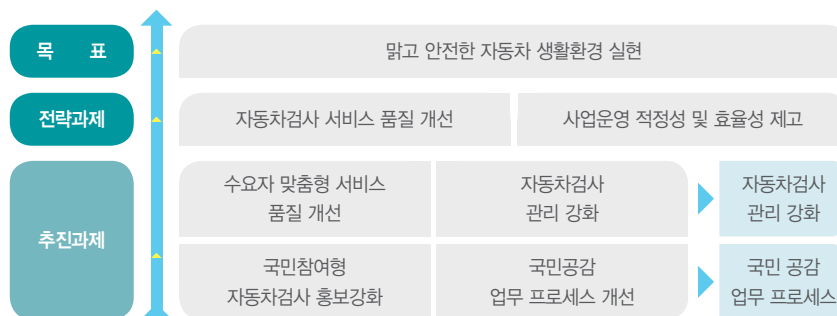 목 표
맑고 안전한 자동차 생활환경 실현
전략과제
자동차검사 서비스 품질 개선
사업운영 적정성 및 효율성 제고
추진과제
수요자 맞춤형 서비스
품질 개선
자동차검사
관리 강화
자동차검사
관리 강화
국민참여형
자동차검사 홍보강화
국민공감
업무 프로세스 개선
국민 공감
업무 프로세스